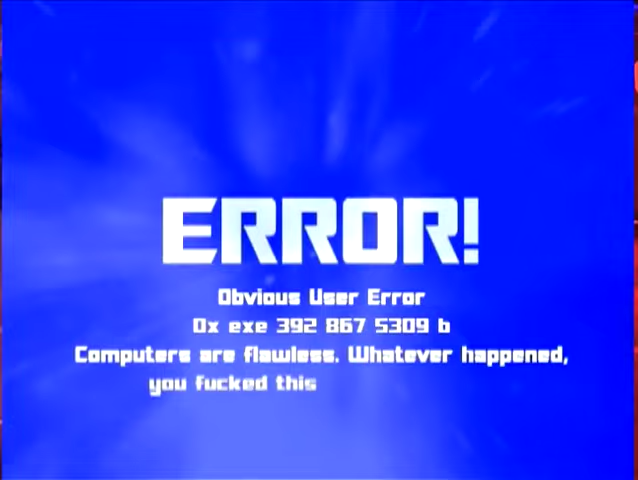 ERROR!
Obvious User Error
0x exe 392 867 5309 b
Computers are flawless. Whatever happened,
you fucked this